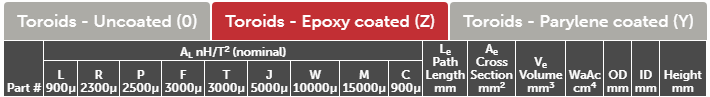 Toroids - Uncoated (0) Toroids - Epoxy coated (Z) Toroids - Parylene coated (Y)
Part #
AL nH/T² (nominal)
L 900µ
R 2300µ
P 2500µ
F 3000µ
T 3000µ
J 5000µ
W 10000µ
M 15000µ
C 900µ
Le Path Length mm
Ae Cross Section mm²
Ve Volume mm³
WaAc cm⁴
OD mm
ID mm
Height mm